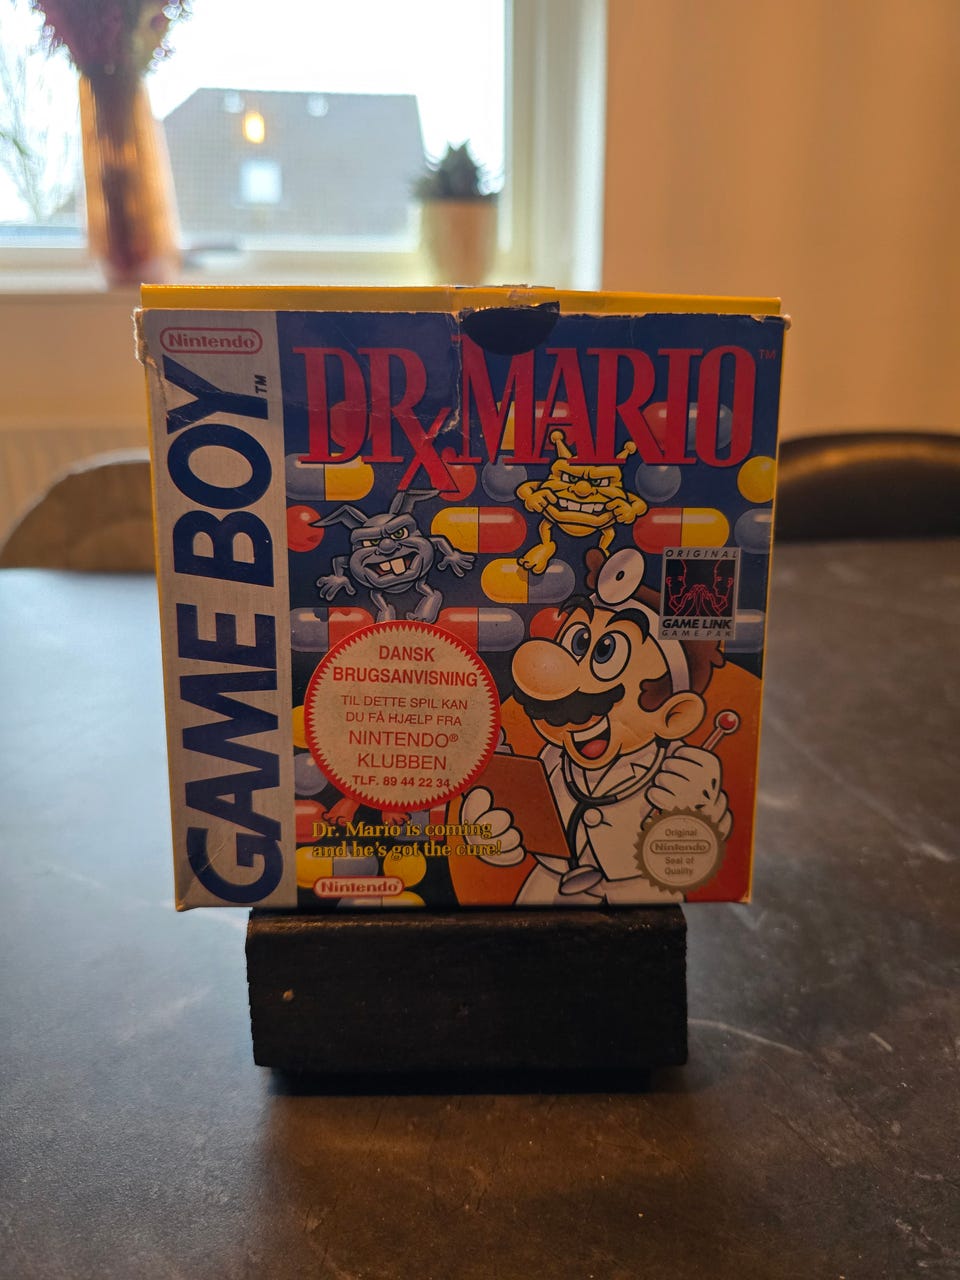 Nintendo
GAME BOY™
DR. MARIO™
ORIGINAL
GAME LINK
GAME PAK
DANSK
BRUGSANVISNING
TIL DETTE SPIL KAN
DU FÅ HJÆLP FRA
NINTENDO®
KLUBBEN
TLF. 89 44 22 34
Dr. Mario is coming
and he's got the cure!
Nintendo
Original
Nintendo
Seal of
Quality